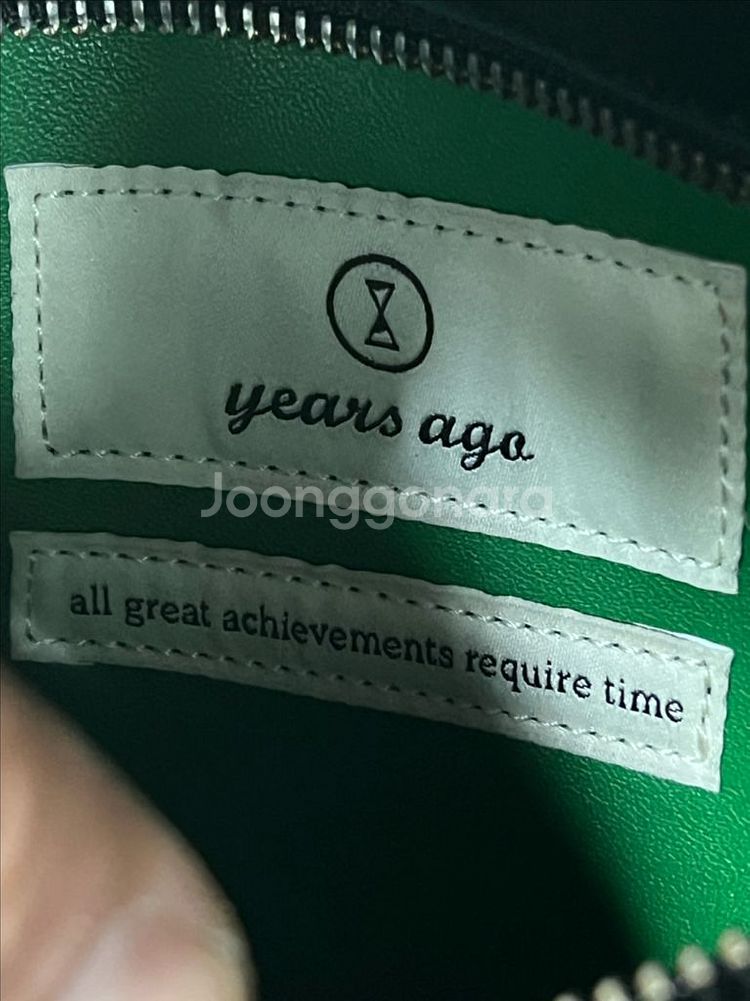 years ago
Joonggonara
all great achievements require time